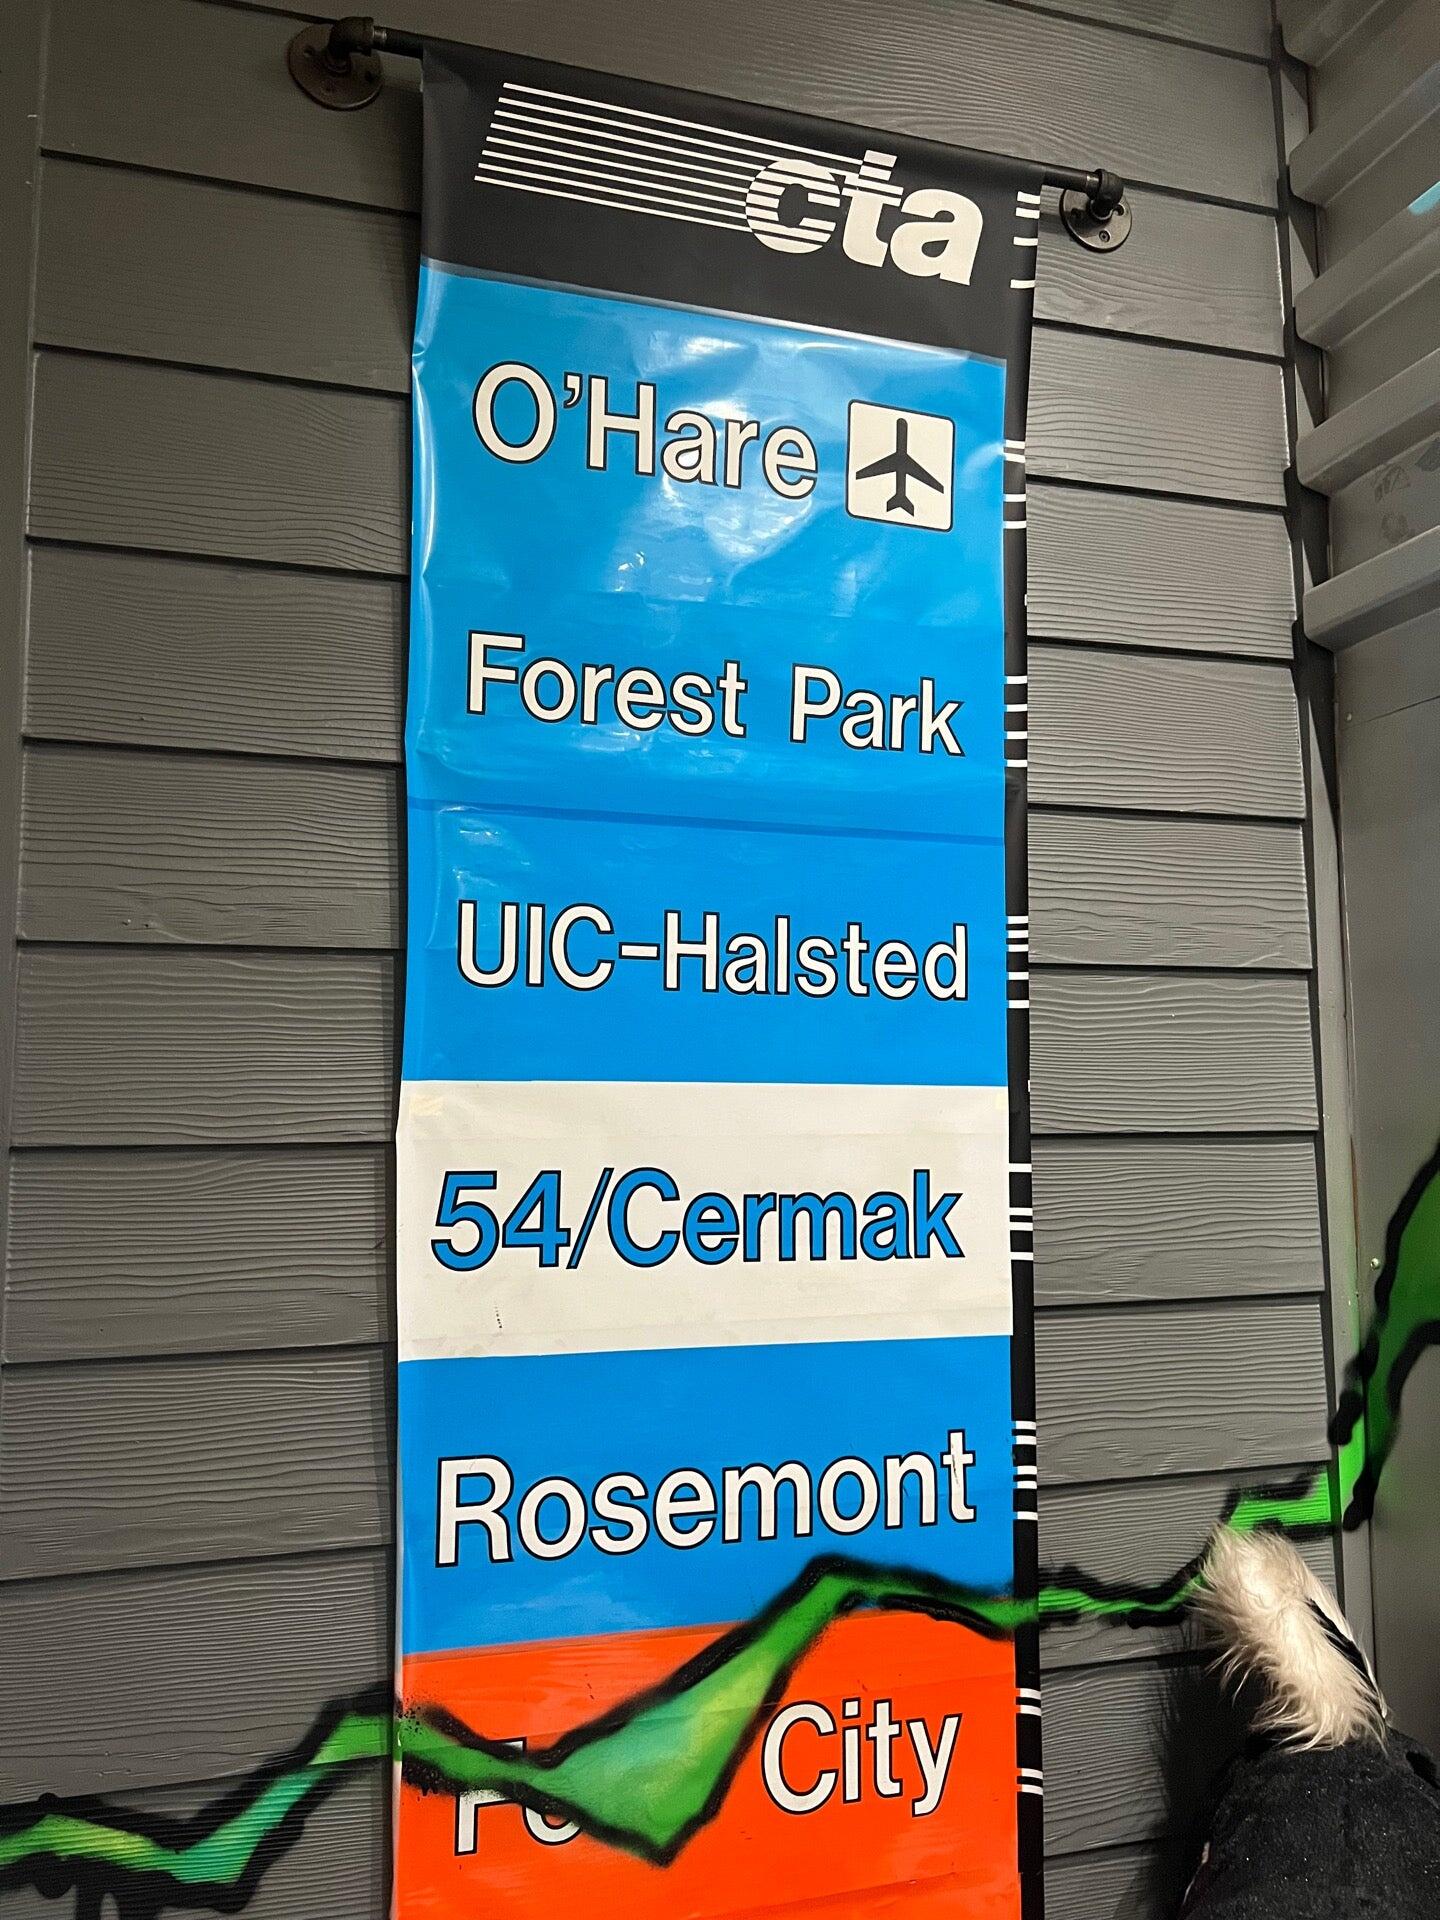 cta
O'Hare
Forest Park
UIC-Halsted
54/Cermak
Rosemont
City